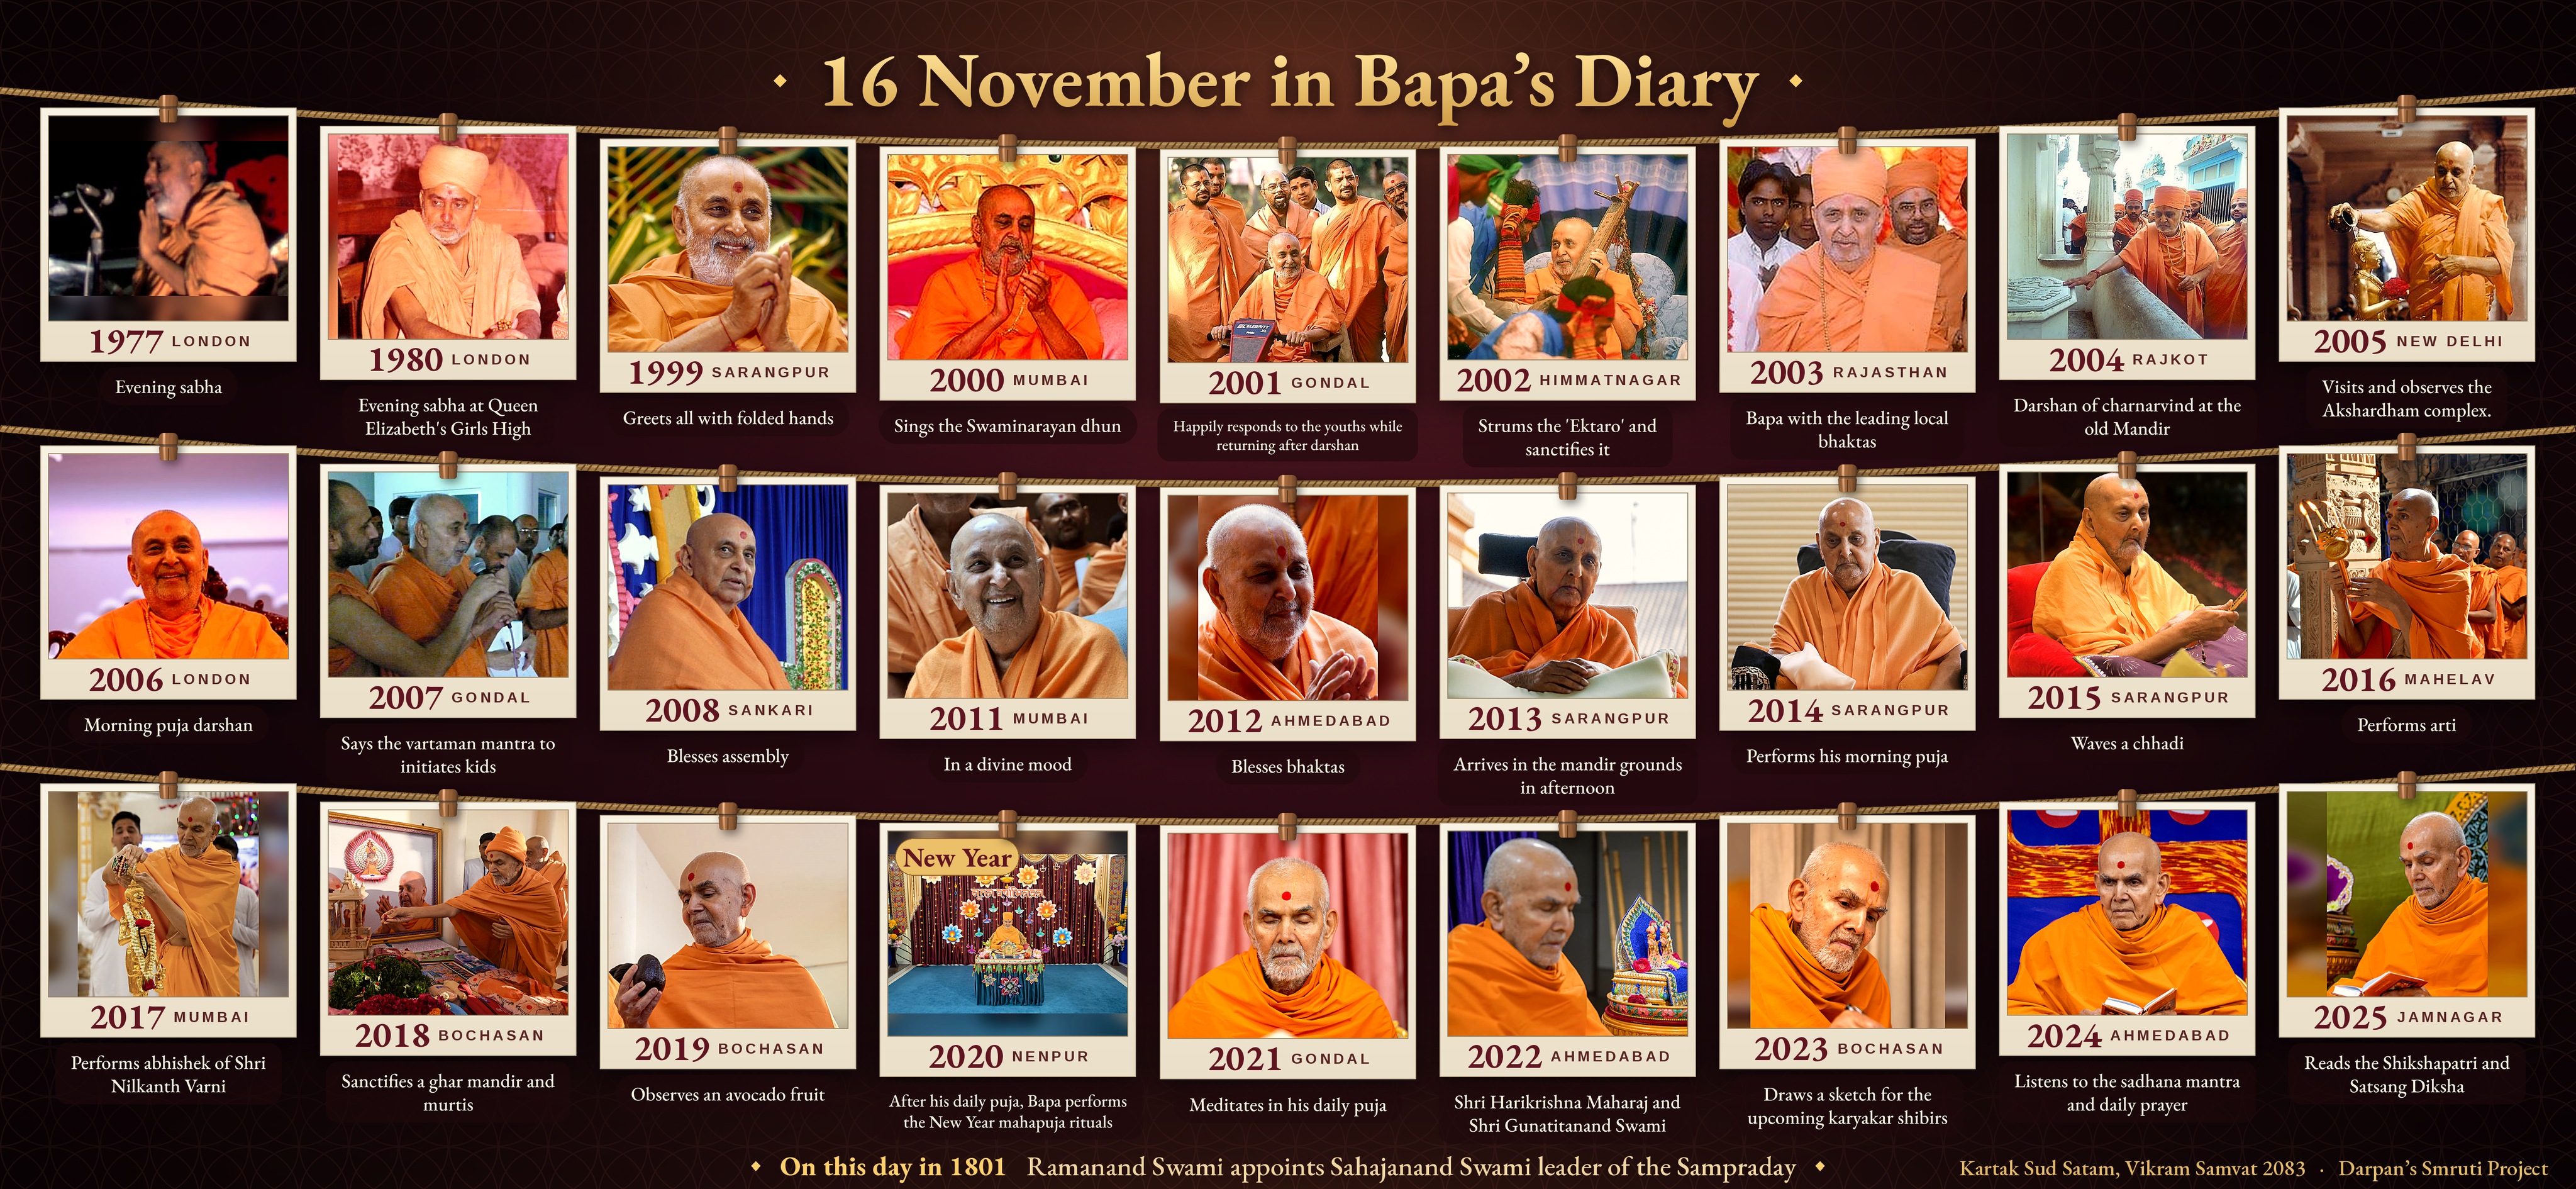 16 November in Bapa's Diary
1977 LONDON
Evening sabha
1980 LONDON
Evening sabha at Queen
Elizabeth's Girls High
1999 SARANGPUR
Greets all with folded hands
2000 MUMBAI
Sings the Swaminarayan dhun
2001 GONDAL
Happily responds to the youths while
returning after darshan
2002 HIMMATNAGAR
Strums the 'Ektaro' and
sanctifies it
2003 RAJASTHAN
Bapa with the leading local
bhaktas
2004 RAJKOT
Darshan of charnarvind at the
old Mandir
2005 NEW DELHI
Visits and observes the
Akshardham complex.
2006 LONDON
Morning puja darshan
2007 GONDAL
Says the vartaman mantra to
initiates kids
2008 SANKARI
Blesses assembly
2011 MUMBAI
In a divine mood
2012 AHMEDABAD
Blesses bhaktas
2013 SARANGPUR
Arrives in the mandir grounds
in afternoon
2014 SARANGPUR
Performs his morning puja
2015 SARANGPUR
Waves a chhadi
2016 MAHELAV
Performs arti
2017 MUMBAI
Performs abhishek of Shri
Nilkanth Varni
2018 BOCHASAN
Sanctifies a ghar mandir and
murtis
2019 BOCHASAN
Observes an avocado fruit
New Year
2020 NENPUR
After his daily puja, Bapa performs
the New Year mahapuja rituals
2021 GONDAL
Meditates in his daily puja
2022 AHMEDABAD
Shri Harikrishna Maharaj and
Shri Gunatitanand Swami
2023 BOCHASAN
Draws a sketch for the
upcoming karyakar shibirs
2024 AHMEDABAD
Listens to the sadhana mantra
and daily prayer
2025 JAMNAGAR
Reads the Shikshapatri and
Satsang Diksha
On this day in 1801 Ramanand Swami appoints Sahajanand Swami leader of the Sampraday
Kartak Sud Satam, Vikram Samvat 2083 · Darpan's Smruti Project